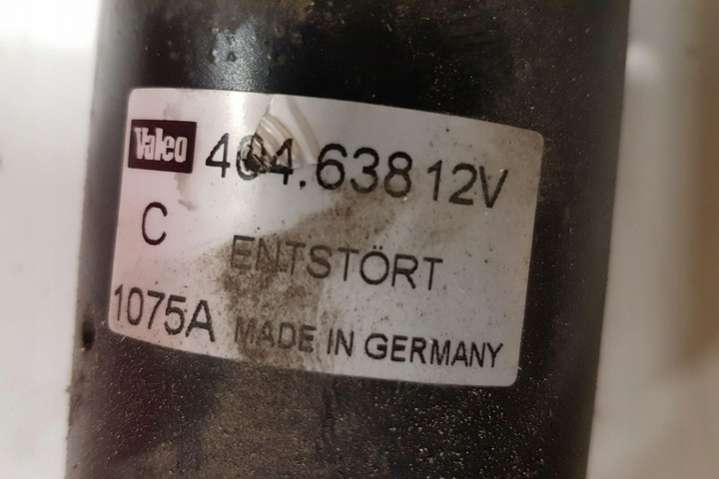 Valeo 404.638 12V
C ENTSTÖRT
1075A MADE IN GERMANY